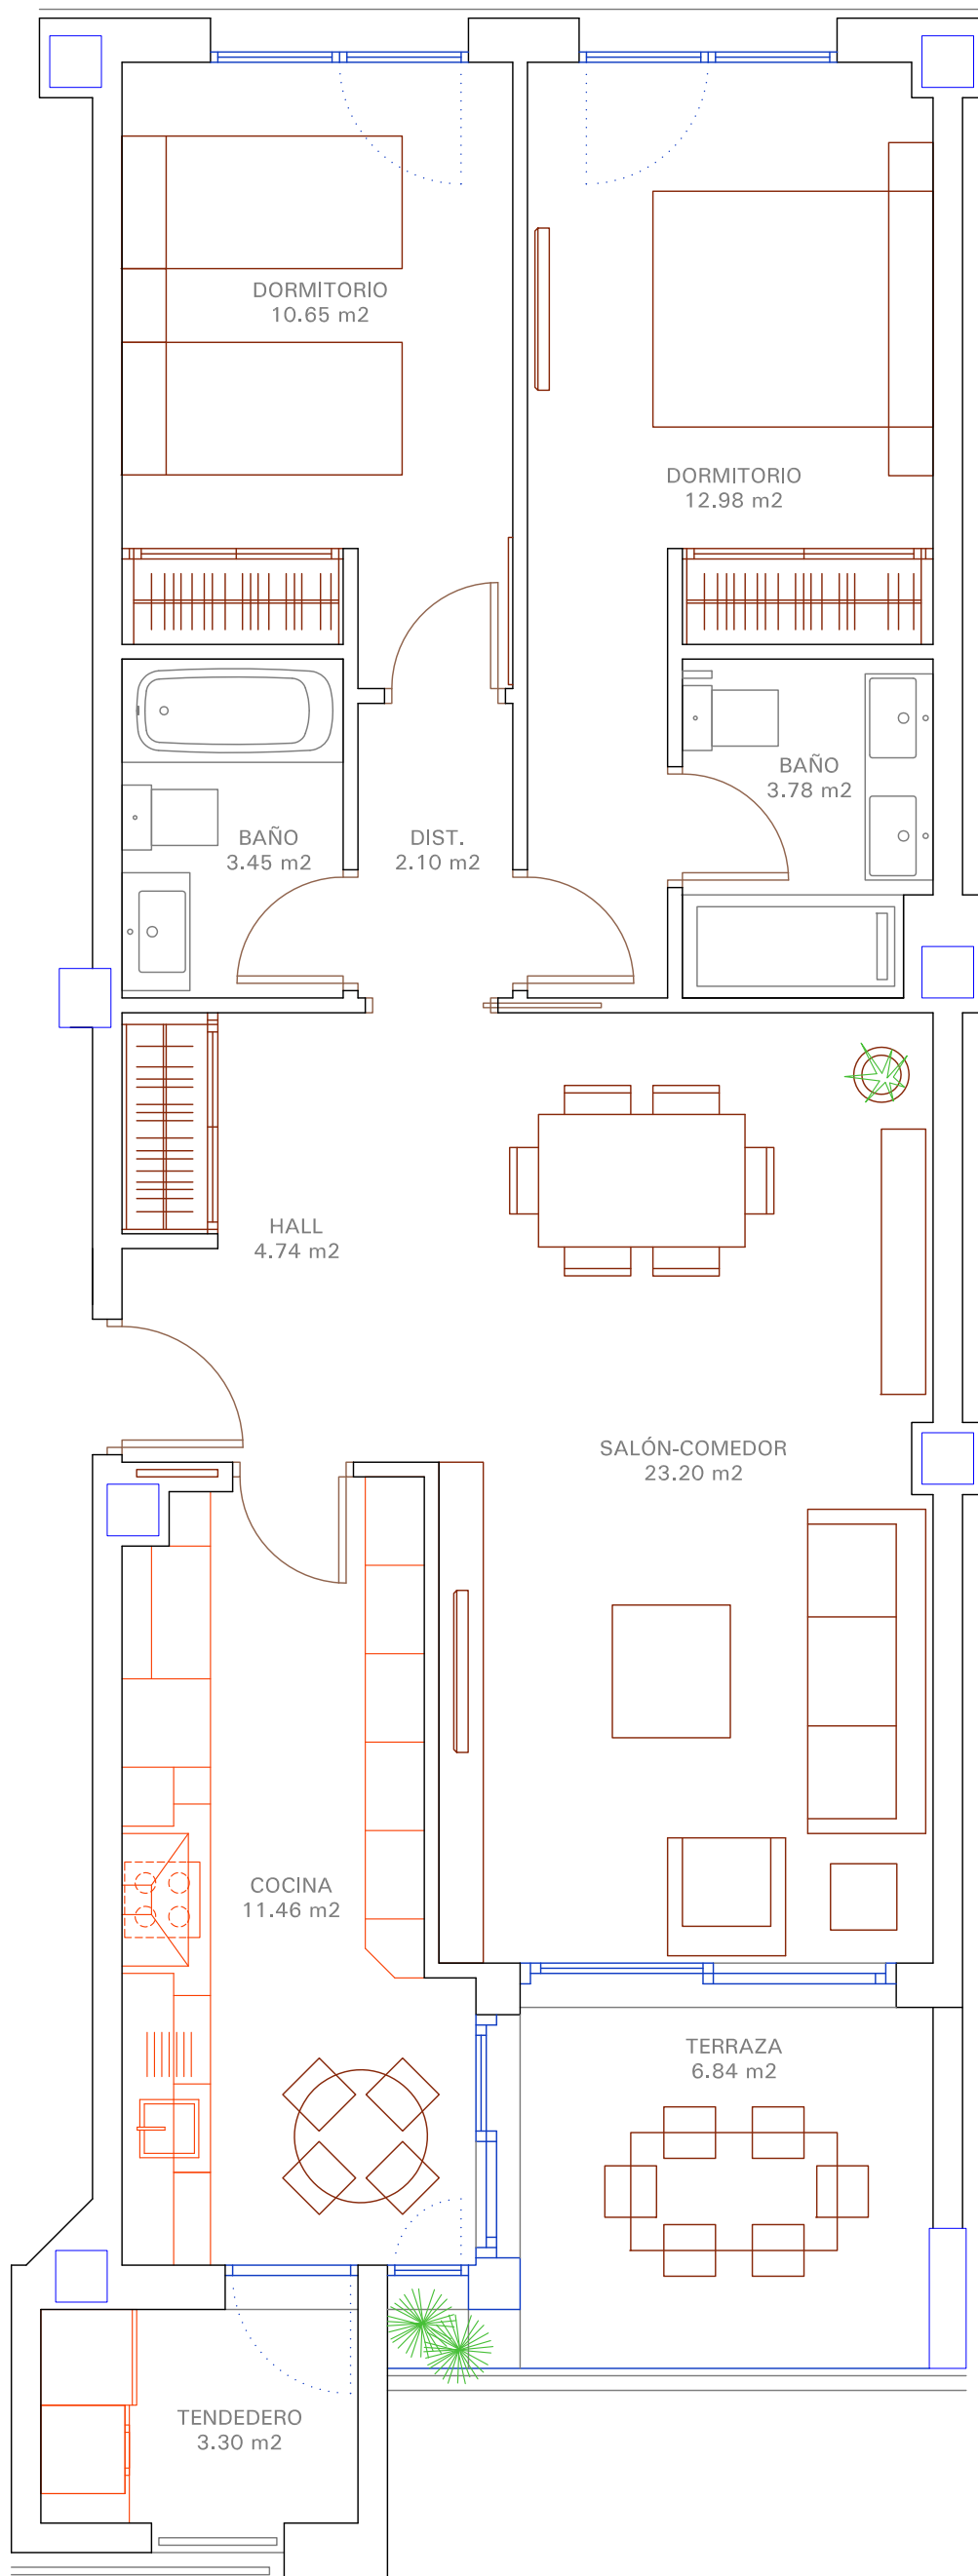 DORMITORIO
10.65 m2
DORMITORIO
12.98 m2
BAÑO
3.78 m2
BAÑO
3.45 m2
DIST.
2.10 m2
HALL
4.74 m2
SALÓN-COMEDOR
23.20 m2
COCINA
11.46 m2
TERRAZA
6.84 m2
TENDEDERO
3.30 m2